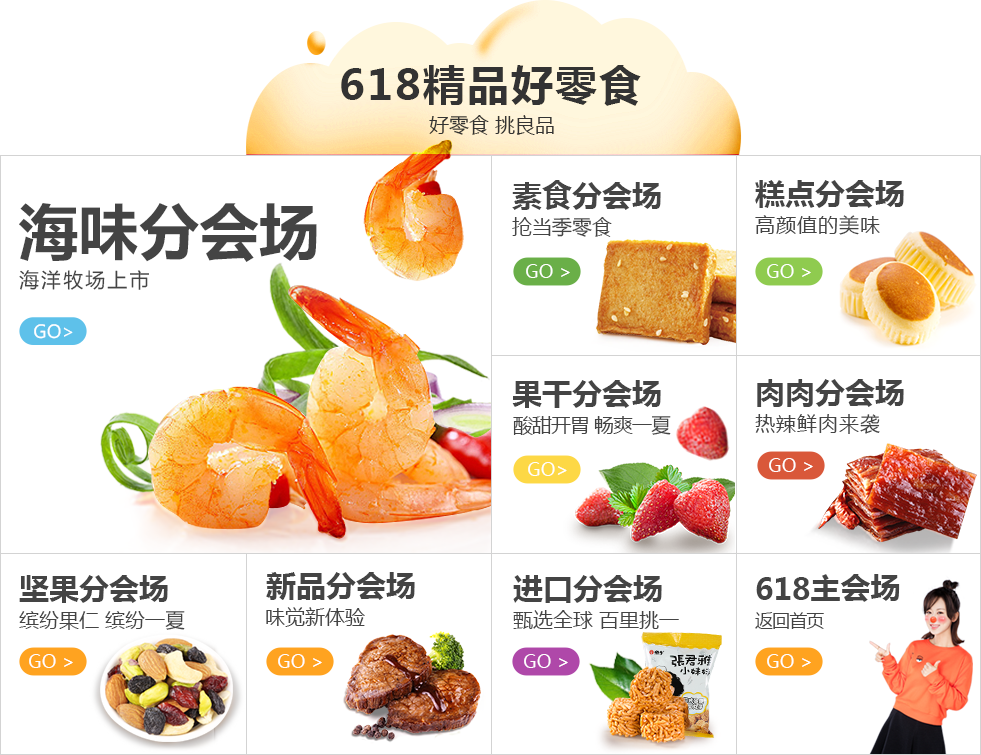 618精品好零食
好零食 挑良品
海味分会场
海洋牧场上市
GO>
素食分会场
抢当季零食
GO >
糕点分会场
高颜值的美味
GO >
果干分会场
酸甜开胃 畅爽一夏
GO>
肉肉分会场
热辣鲜肉来袭
GO >
坚果分会场
缤纷果仁 缤纷一夏
GO >
新品分会场
味觉新体验
GO >
进口分会场
甄选全球 百里挑一
GO >
張君雅
小妹妹
618主会场
返回首页
GO >